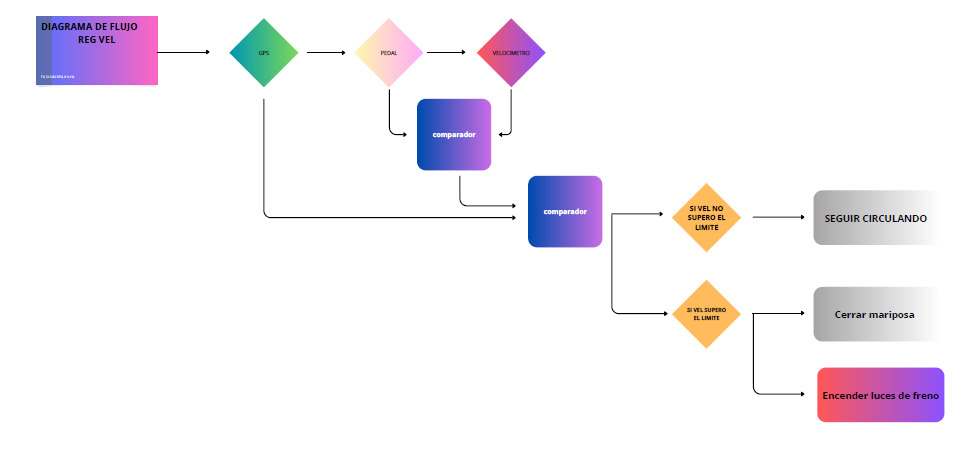 DIAGRAMA DE FLUJO
REG VEL
GPS
PEDAL
VELOCIMETRO
comparador
comparador
SI VEL NO
SUPERO EL
LIMITE
SEGUIR CIRCULANDO
SI VEL SUPERO
EL LIMITE
Cerrar mariposa
Encender luces de freno